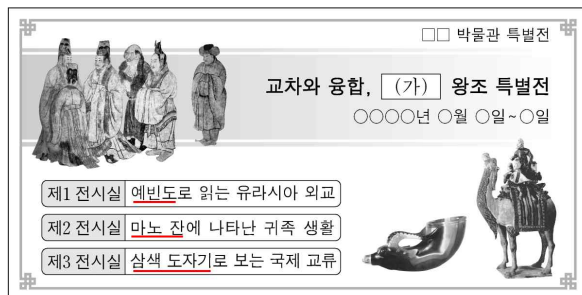 □□ 박물관 특별전
교차와 융합, (가) 왕조 특별전
○○○○년 ○월 ○일~○일
제1 전시실 예빈도로 읽는 유라시아 외교
제2 전시실 마노 잔에 나타난 귀족 생활
제3 전시실 삼색 도자기로 보는 국제 교류